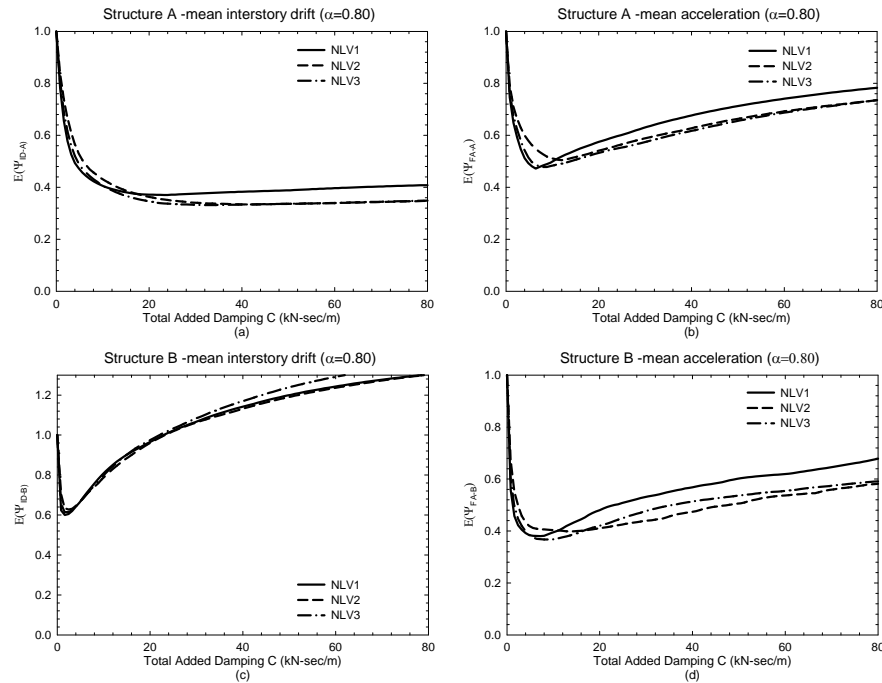 Structure A -mean interstory drift (α=0.80)
1.0
0.8
0.6
0.4
0.2
0.0
E(Ψ_ID-A)
NLV1
NLV2
NLV3
0 20 40 60 80
Total Added Damping C (kN-sec/m)
(a)
Structure A -mean acceleration (α=0.80)
1.0
0.8
0.6
0.4
0.2
0.0
E(Ψ_FA-A)
NLV1
NLV2
NLV3
0 20 40 60 80
Total Added Damping C (kN-sec/m)
(b)
Structure B -mean interstory drift (α=0.80)
1.2
1.0
0.8
0.6
0.4
0.2
0.0
E(Ψ_ID-B)
NLV1
NLV2
NLV3
0 20 40 60 80
Total Added Damping C (kN-sec/m)
(c)
Structure B -mean acceleration (α=0.80)
1.0
0.8
0.6
0.4
0.2
0.0
E(Ψ_FA-B)
NLV1
NLV2
NLV3
0 20 40 60 80
Total Added Damping C (kN-sec/m)
(d)